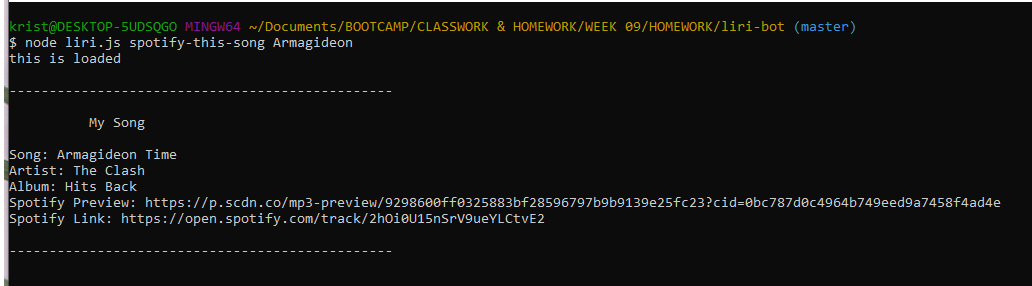 krist@DESKTOP-5UDSQGO MINGW64 ~/Documents/BOOTCAMP/CLASSWORK & HOMEWORK/WEEK 09/HOMEWORK/liri-bot (master)
$ node liri.js spotify-this-song Armagideon
this is loaded
------------------------------------------------
My Song
Song: Armagideon Time
Artist: The Clash
Album: Hits Back
Spotify Preview: https://p.scdn.co/mp3-preview/9298600ff0325883bf28596797b9b9139e25fc23?cid=0bc787d0c4964b749eed9a7458f4ad4e
Spotify Link: https://open.spotify.com/track/2hOi0U15nSrV9ueYLCtvE2
------------------------------------------------